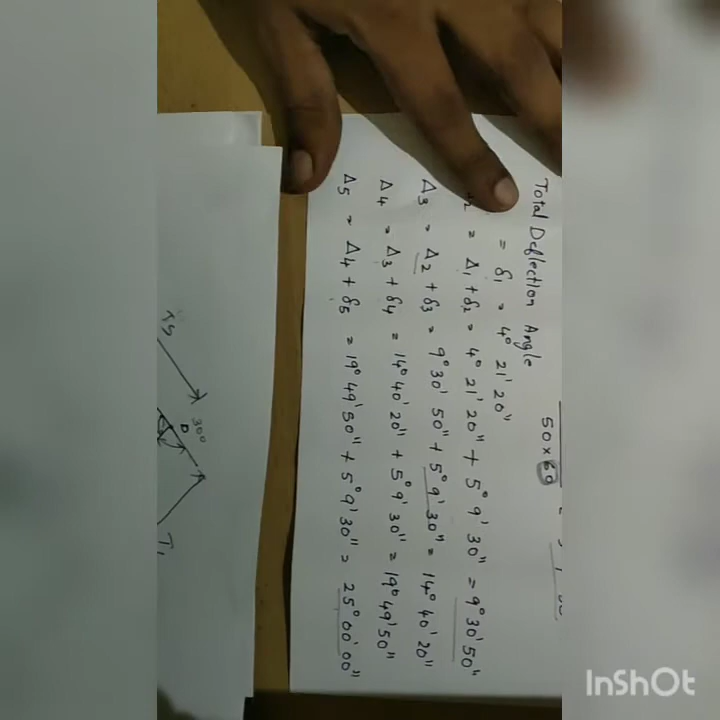 50 × 60
Total Deflection Angle
= δ1 = 4° 21' 20"
2 = Δ1 + δ2 = 4° 21' 20" + 5° 9' 30" = 9° 30' 50"
Δ3 = Δ2 + δ3 = 9° 30' 50" + 5° 9' 30" = 14° 40' 20"
Δ4 = Δ3 + δ4 = 14° 40' 20" + 5° 9' 30" = 19° 49' 50"
Δ5 = Δ4 + δ5 = 19° 49' 50" + 5° 9' 30" = 25° 00' 00"
30°
D
T1
InShOt